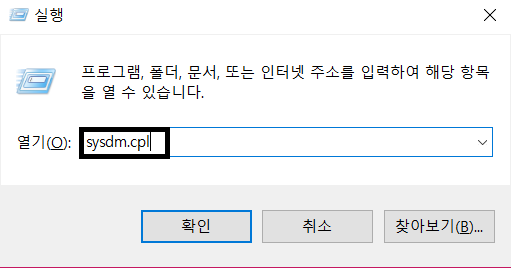 실행
프로그램, 폴더, 문서, 또는 인터넷 주소를 입력하여 해당 항목
을 열 수 있습니다.
열기(O): sysdm.cpl
확인 취소 찾아보기(B)...